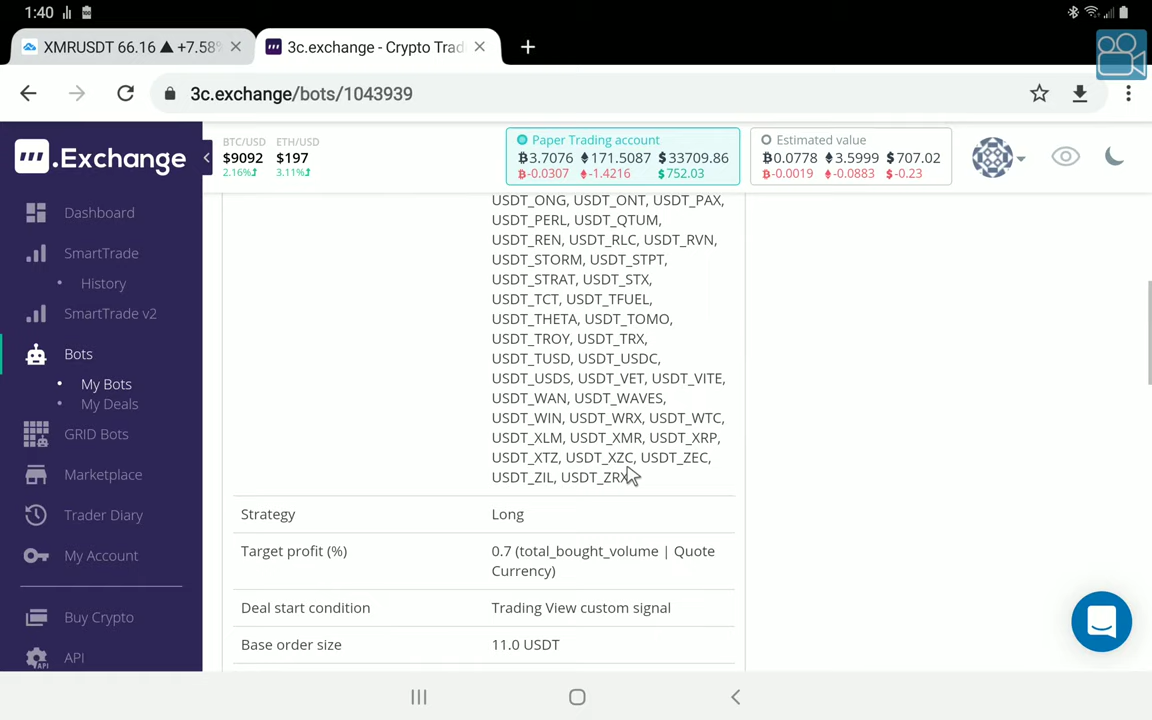 1:40
XMRUSDT 66.16 ▲ +7.58%
3c.exchange - Crypto Trad
3c.exchange/bots/1043939
.Exchange
BTC/USD
$9092
2.16%
ETH/USD
$197
3.11%
Paper Trading account
3.7076 171.5087 $33709.86
-0.0307 -1.4216 $752.03
Estimated value
0.0778 3.5999 $707.02
-0.0019 -0.0883 $-0.23
Dashboard
SmartTrade
• History
SmartTrade v2
Bots
• My Bots
• My Deals
GRID Bots
Marketplace
Trader Diary
My Account
Buy Crypto
API
API
USDT_ONG, USDT_ONT, USDT_PAX,
USDT_PERL, USDT_QTUM,
USDT_REN, USDT_RLC, USDT_RVN,
USDT_STORM, USDT_STPT,
USDT_STRAT, USDT_STX,
USDT_TCT, USDT_TFUEL,
USDT_THETA, USDT_TOMO,
USDT_TROY, USDT_TRX,
USDT_TUSD, USDT_USDC,
USDT_USDS, USDT_VET, USDT_VITE,
USDT_WAN, USDT_WAVES,
USDT_WIN, USDT_WRX, USDT_WTC,
USDT_XLM, USDT_XMR, USDT_XRP,
USDT_XTZ, USDT_XZC, USDT_ZEC,
USDT_ZIL, USDT_ZRX
Strategy Long
Target profit (%) 0.7 (total_bought_volume | Quote
Currency)
Deal start condition Trading View custom signal
Base order size 11.0 USDT